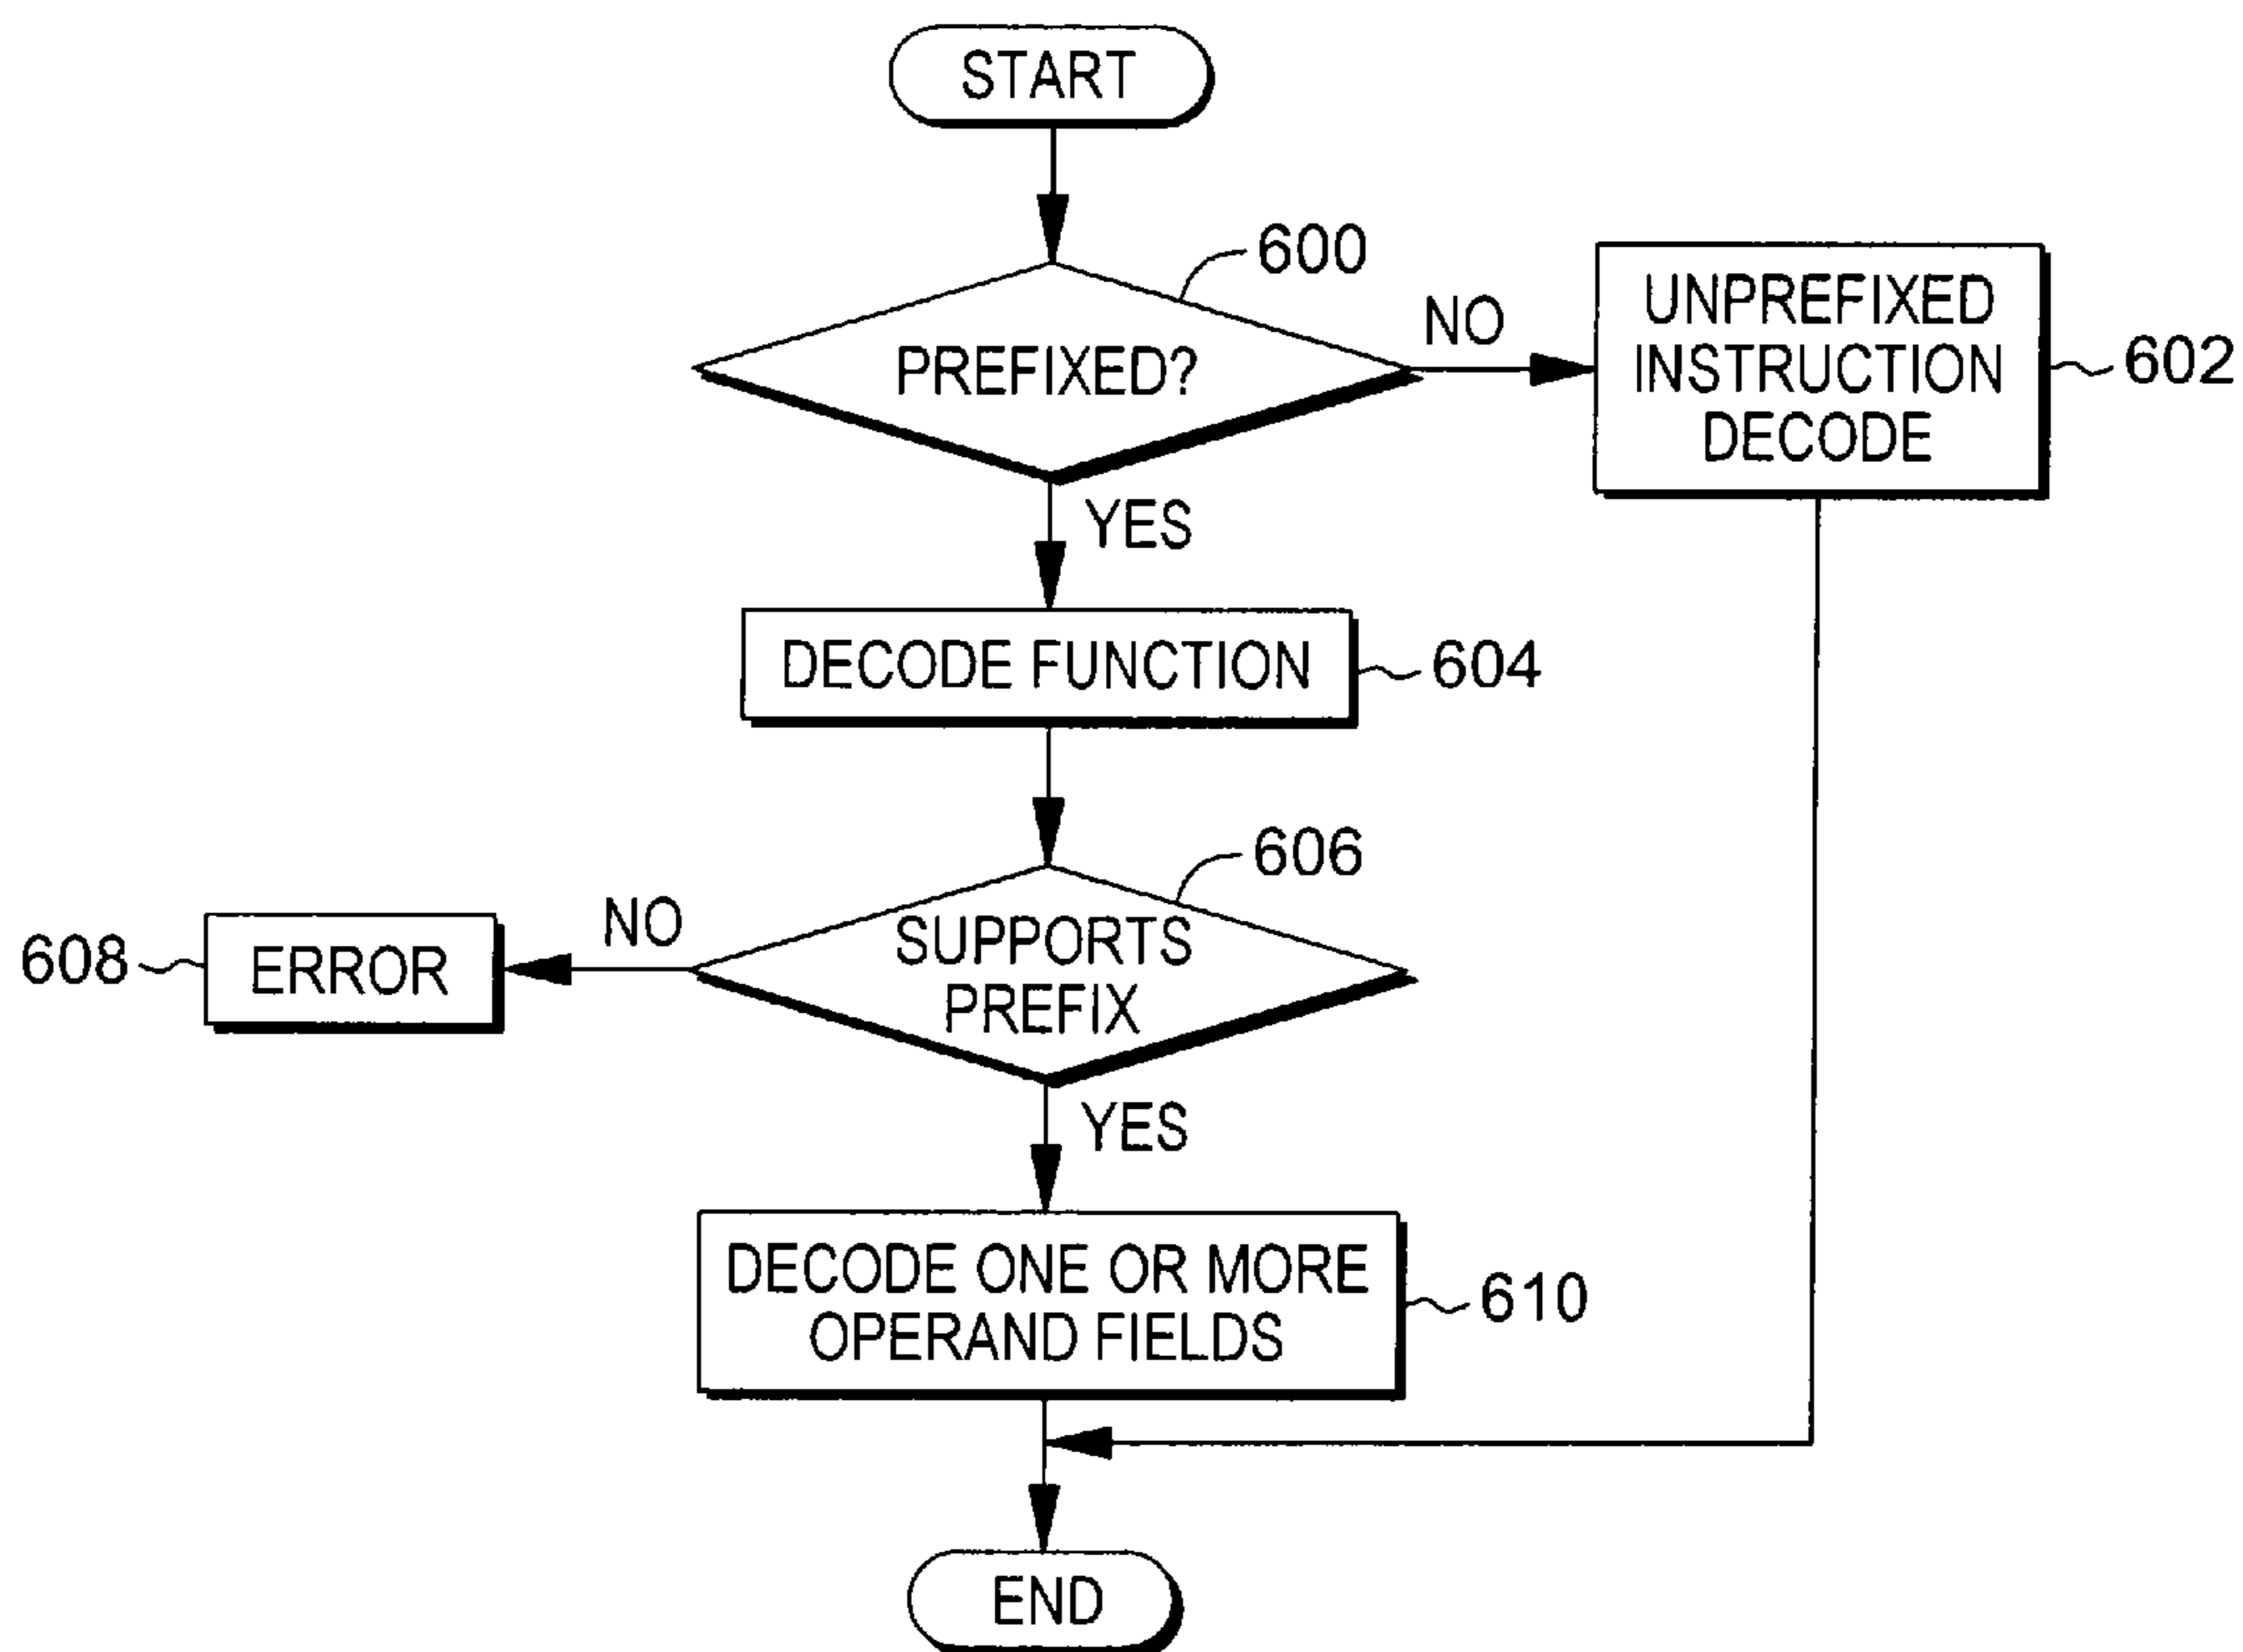 START
600
PREFIXED?
NO
UNPREFIXED
INSTRUCTION
DECODE
602
YES
DECODE FUNCTION
604
606
SUPPORTS
PREFIX
NO
ERROR
608
YES
DECODE ONE OR MORE
OPERAND FIELDS
610
END